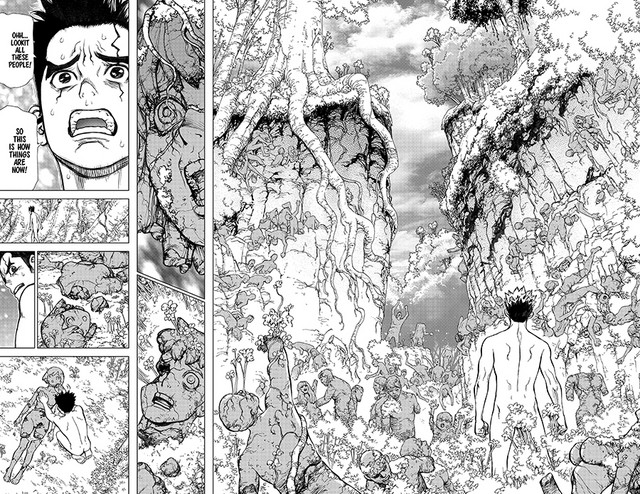 OHH...
LOOKIT
ALL
THESE
PEOPLE!
SO
THIS
IS HOW
THINGS
ARE
NOW!